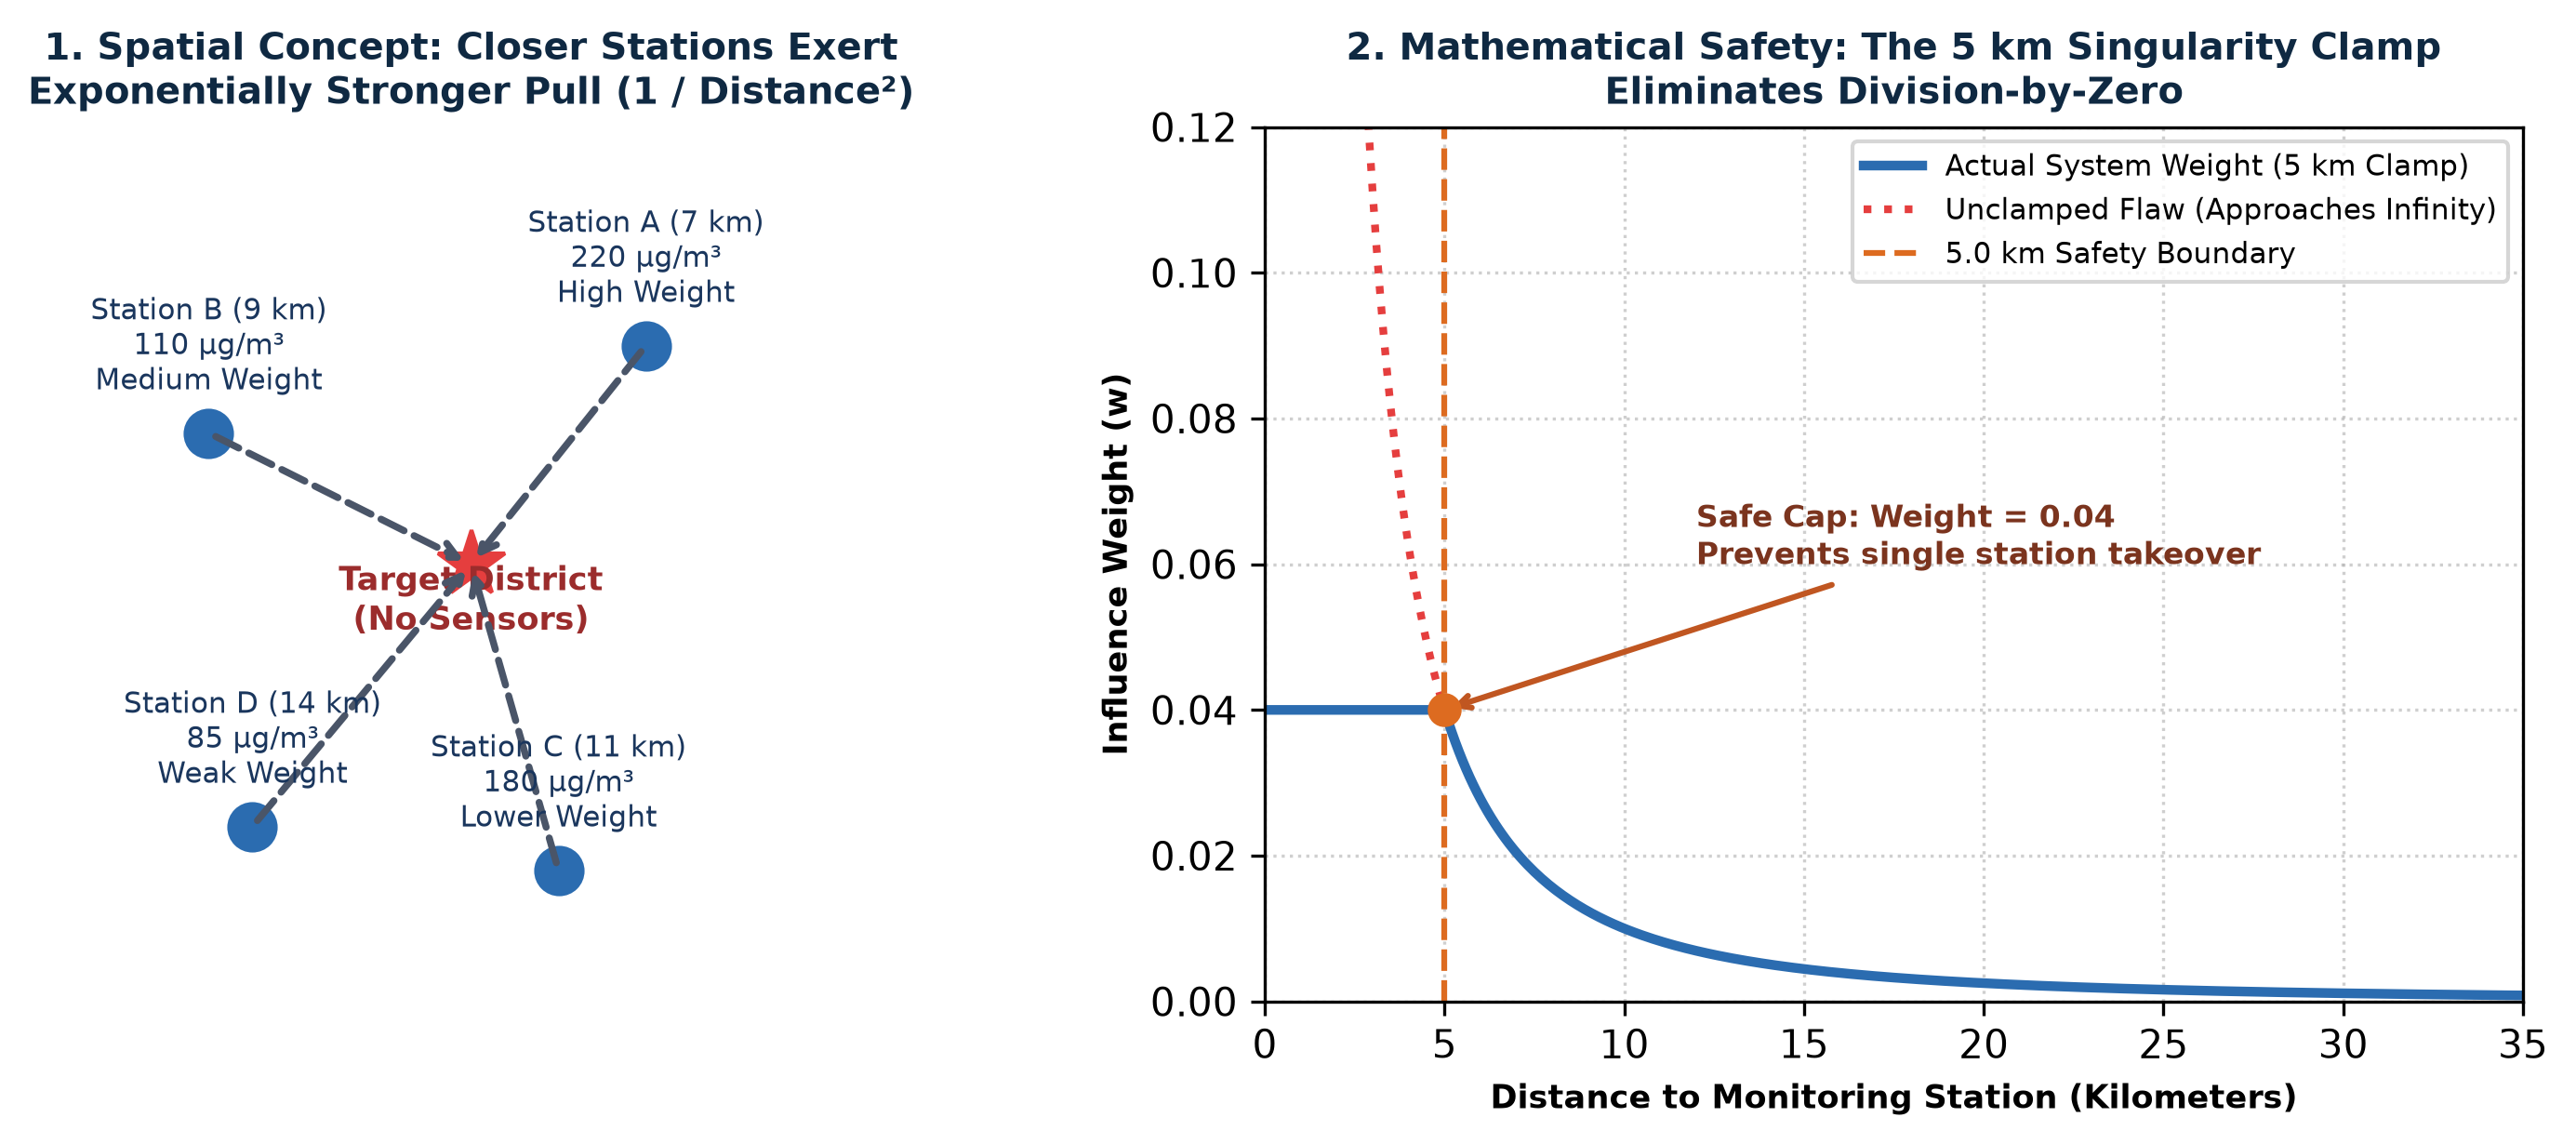 1. Spatial Concept: Closer Stations Exert
Exponentially Stronger Pull (1 / Distance²)
Station A (7 km)
220 µg/m³
High Weight
Station B (9 km)
110 µg/m³
Medium Weight
Target District
(No Sensors)
Station D (14 km)
85 µg/m³
Weak Weight
Station C (11 km)
180 µg/m³
Lower Weight
2. Mathematical Safety: The 5 km Singularity Clamp
Eliminates Division-by-Zero
Actual System Weight (5 km Clamp)
Unclamped Flaw (Approaches Infinity)
5.0 km Safety Boundary
Safe Cap: Weight = 0.04
Prevents single station takeover
Influence Weight (w)
0.12
0.10
0.08
0.06
0.04
0.02
0.00
0 5 10 15 20 25 30 35
Distance to Monitoring Station (Kilometers)